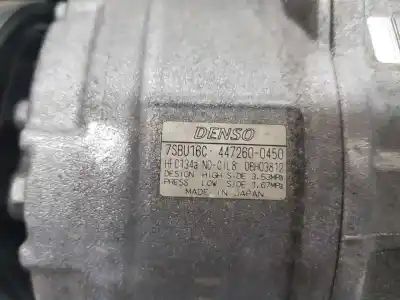 DENSO
7SBU16C · 447260-0450
HFC134a ND-OIL8 DBH03812
DESIGN HIGH SIDE 3.53MPa
PRESS LOW SIDE 1.67MPa
MADE IN JAPAN